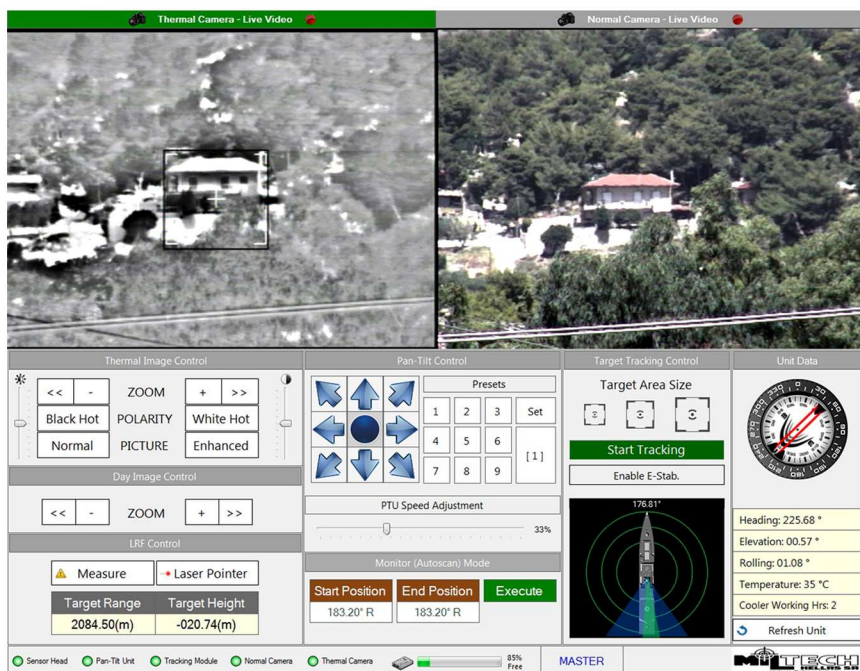 Thermal Camera - Live Video
Normal Camera - Live Video
Thermal Image Control
<< - ZOOM + >>
Black Hot POLARITY White Hot
Normal PICTURE Enhanced
Day Image Control
<< - ZOOM + >>
LRF Control
Measure Laser Pointer
Target Range Target Height
2084.50(m) -020.74(m)
Pan-Tilt Control
Presets
1 2 3 Set
4 5 6
[ 1 ]
7 8 9
PTU Speed Adjustment
33%
Monitor (Autoscan) Mode
Start Position End Position Execute
183.20° R 183.20° R
Target Tracking Control
Target Area Size
Start Tracking
Enable E-Stab.
176.81°
Unit Data
Heading: 225.68 °
Elevation: 00.57 °
Rolling: 01.08 °
Temperature: 35 °C
Cooler Working Hrs: 2
Refresh Unit
Sensor Head Pan-Tilt Unit Tracking Module Normal Camera Thermal Camera 85% Free MASTER
MILTECH
HELLAS SA